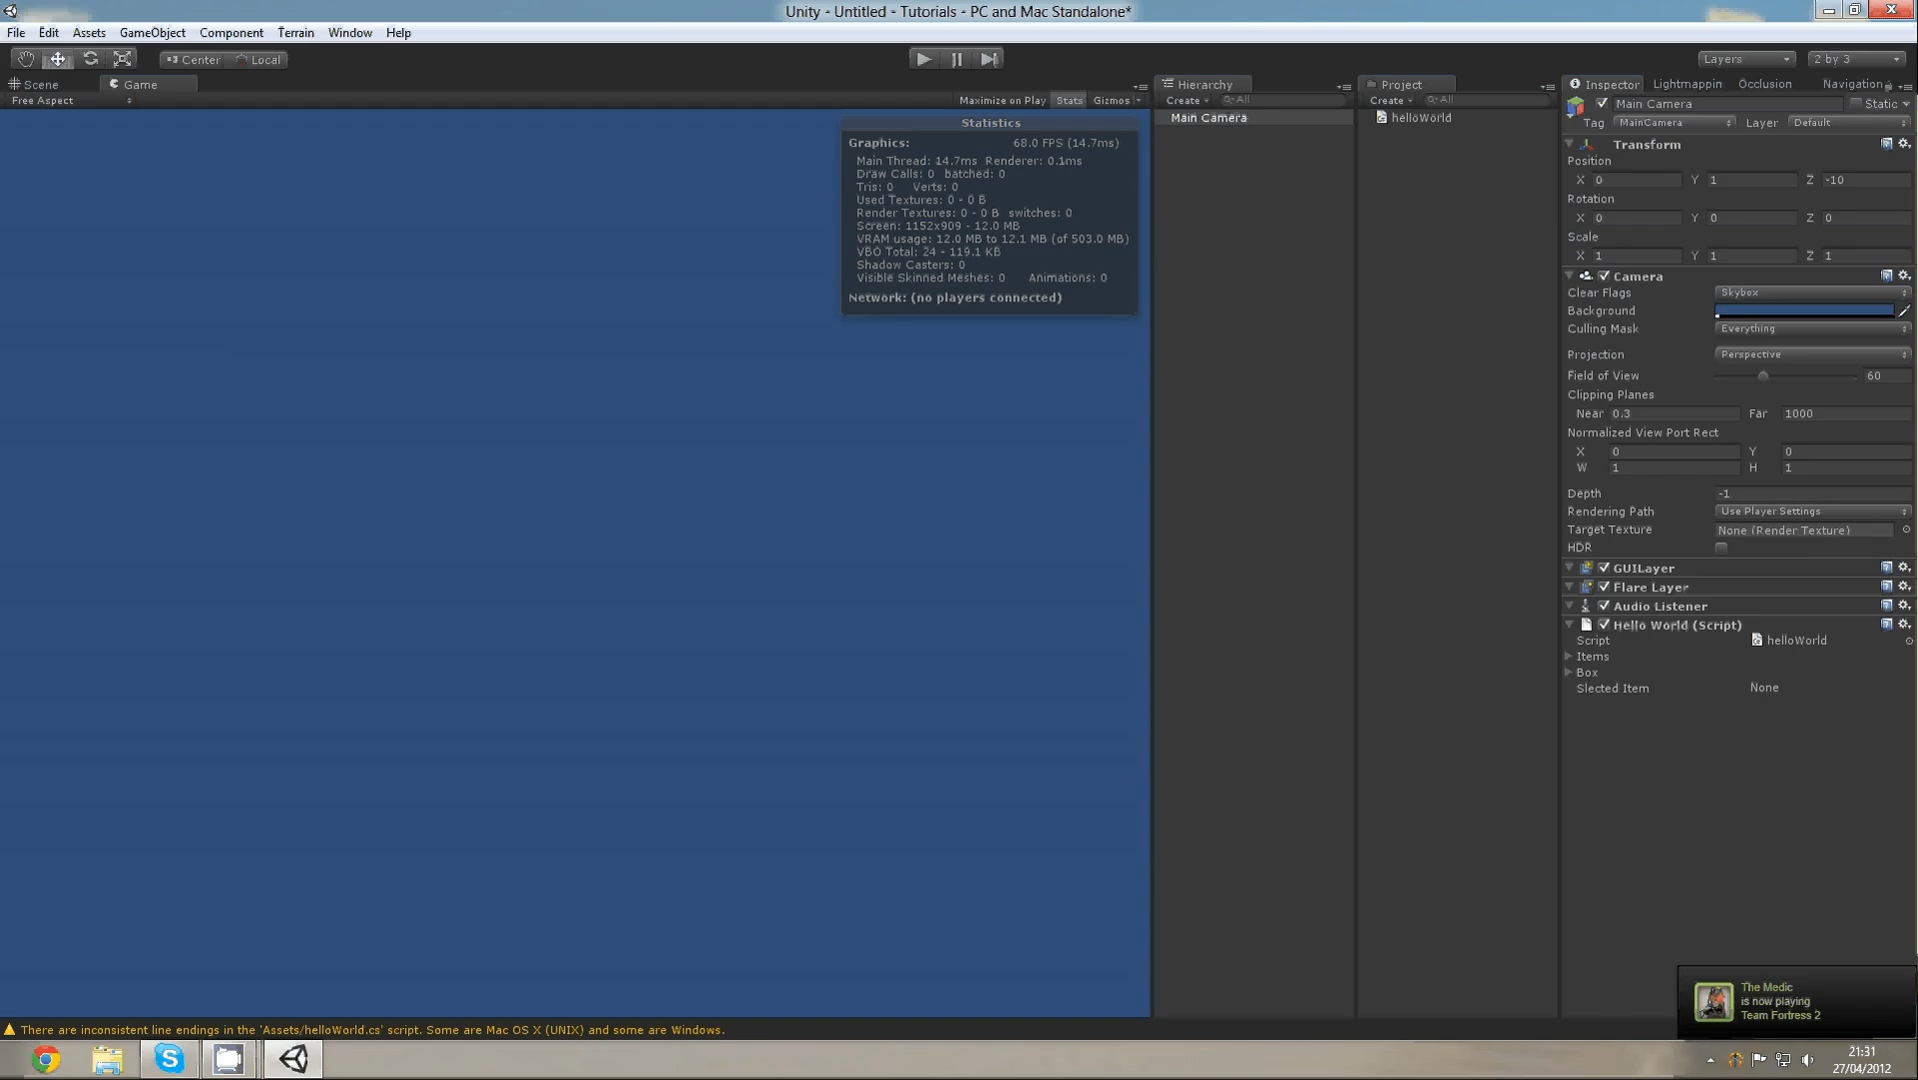 Unity - Untitled - Tutorials - PC and Mac Standalone*
File Edit Assets GameObject Component Terrain Window Help
Center Local Layers 2 by 3
Scene Game
Free Aspect Maximize on Play Stats Gizmos
Statistics
Graphics: 68.0 FPS (14.7ms)
Main Thread: 14.7ms Renderer: 0.1ms
Draw Calls: 0 batched: 0
Tris: 0 Verts: 0
Used Textures: 0 - 0 B
Render Textures: 0 - 0 B switches: 0
Screen: 1152x909 - 12.0 MB
VRAM usage: 12.0 MB to 12.1 MB (of 503.0 MB)
VBO Total: 24 - 119.1 KB
Shadow Casters: 0
Visible Skinned Meshes: 0 Animations: 0
Network: (no players connected)
Hierarchy
Create All
Main Camera
Project
Create All
helloWorld
Inspector Lightmappin Occlusion Navigation
Main Camera Static
Tag MainCamera Layer Default
Transform
Position
X 0 Y 1 Z -10
Rotation
X 0 Y 0 Z 0
Scale
X 1 Y 1 Z 1
Camera
Clear Flags Skybox
Background
Culling Mask Everything
Projection Perspective
Field of View 60
Clipping Planes
Near 0.3 Far 1000
Normalized View Port Rect
X 0 Y 0
W 1 H 1
Depth -1
Rendering Path Use Player Settings
Target Texture None (Render Texture)
HDR
GUILayer
Flare Layer
Audio Listener
Hello World (Script)
Script helloWorld
Items
Box
Slected Item None
The Medic
is now playing
Team Fortress 2
There are inconsistent line endings in the 'Assets/helloWorld.cs' script. Some are Mac OS X (UNIX) and some are Windows.
21:31
27/04/2012